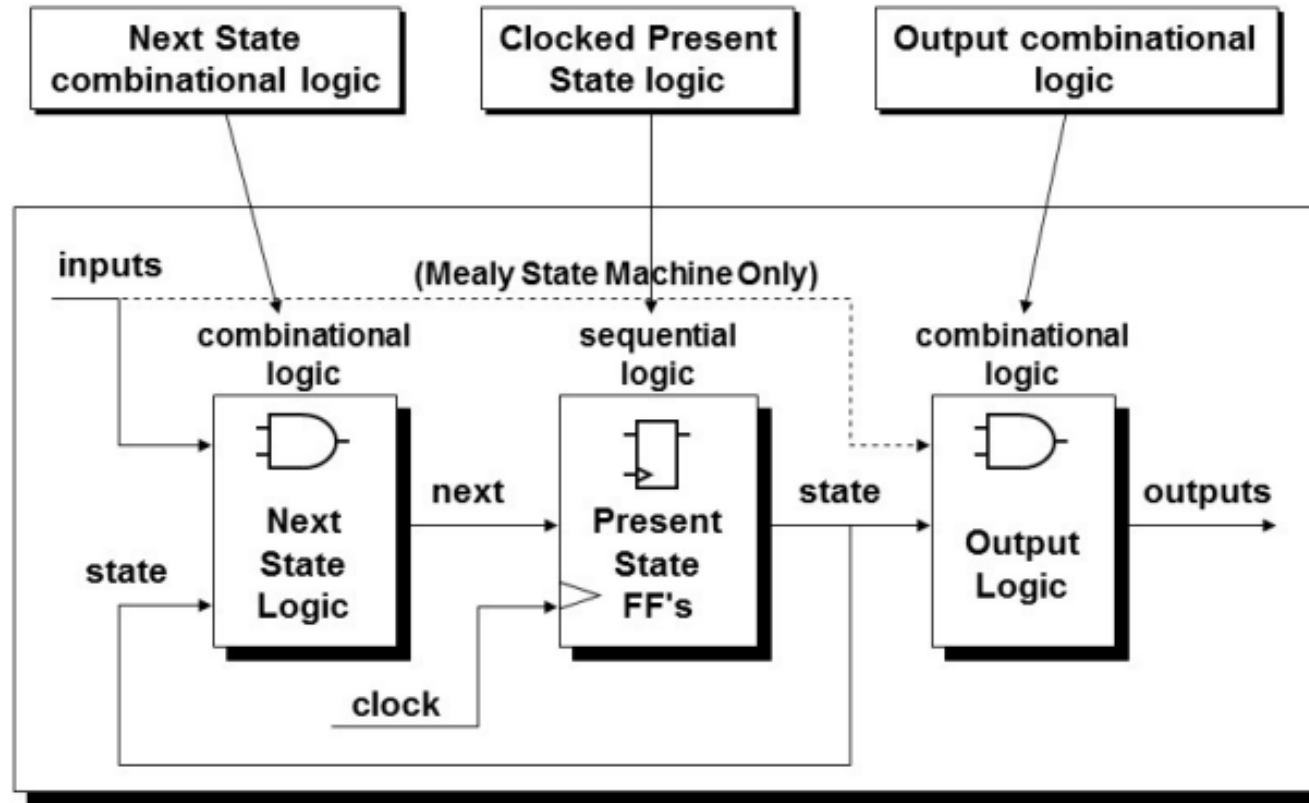 Next State
combinational logic
Clocked Present
State logic
Output combinational
logic
inputs
(Mealy State Machine Only)
combinational
logic
sequential
logic
combinational
logic
next
state
outputs
Next
State
Logic
Present
State
FF's
Output
Logic
state
clock